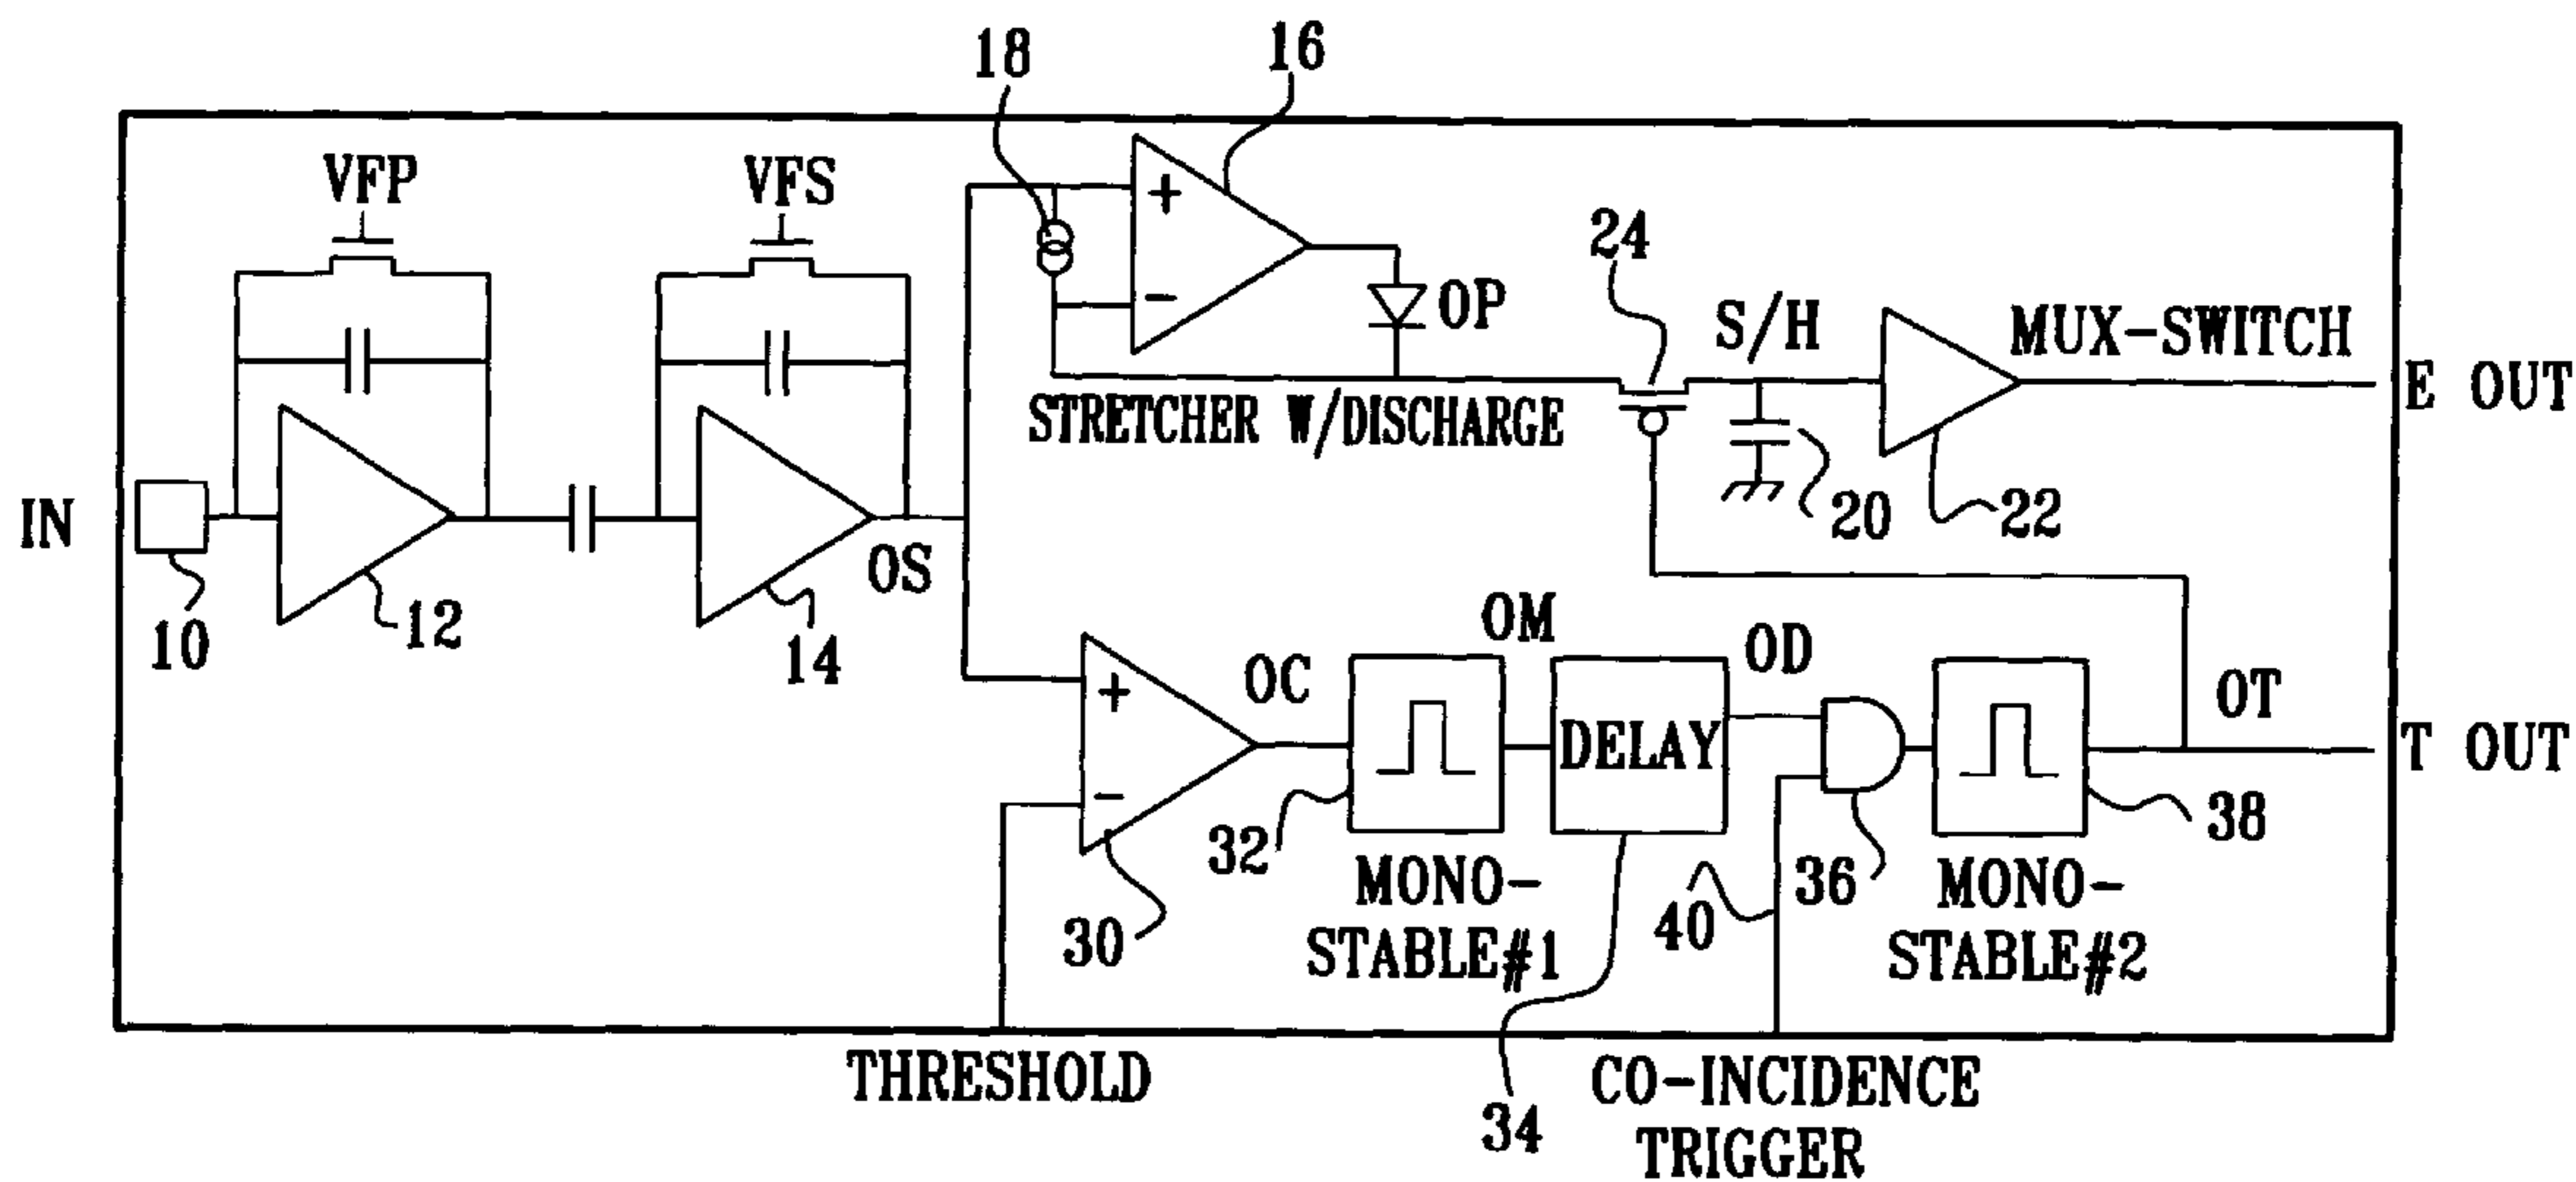 18
16
VFP
VFS
24
S/H
OP
MUX-SWITCH
E OUT
STRETCHER W/DISCHARGE
+
-
IN
20
22
OS
10
12
14
OM
OD
OC
OT
+
-
DELAY
T OUT
32
MONO-
STABLE#1
40
36
MONO-
STABLE#2
38
30
THRESHOLD
34
CO-INCIDENCE
TRIGGER